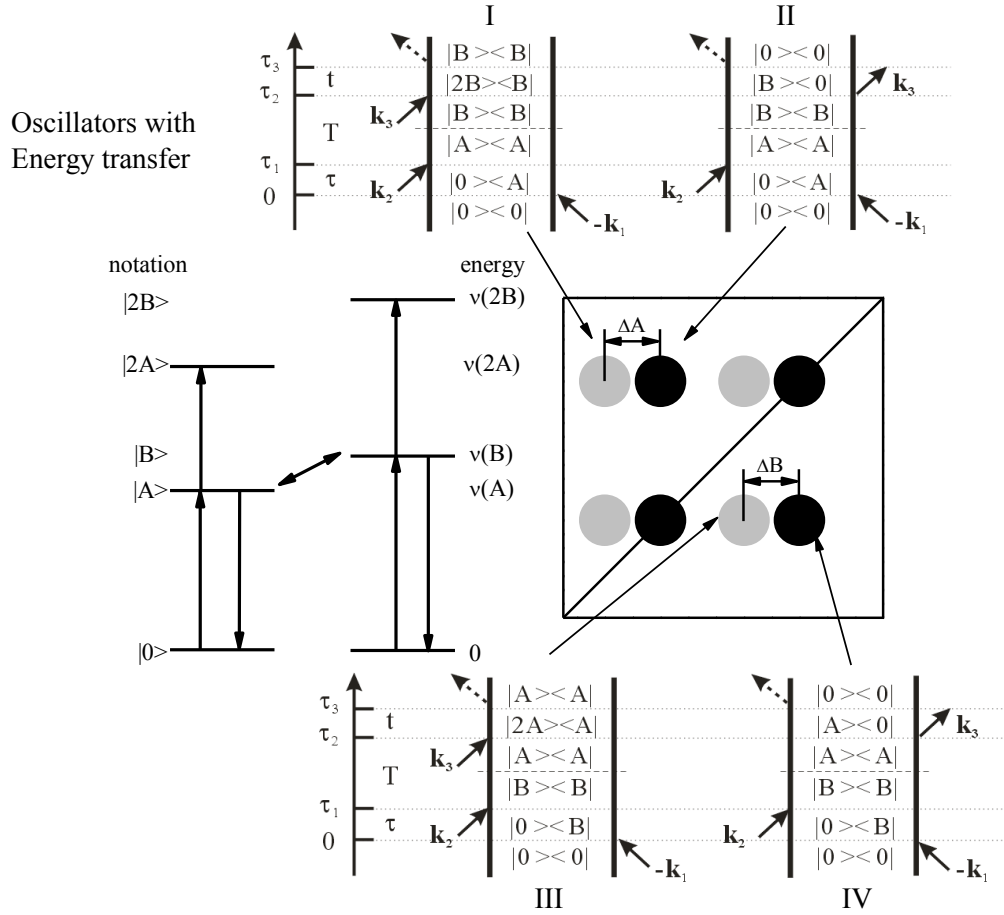 I
II
Oscillators with
Energy transfer
τ3
t
τ2
T
τ1
τ
0
|B > < B|
|2B> <B|
k3
|B > < B|
|A > < A|
k2
|0 > < A|
|0 > < 0|
-k1
|0 > < 0|
|B > < 0|
k3
|B > < B|
|A > < A|
k2
|0 > < A|
|0 > < 0|
-k1
notation
energy
|2B>
ν(2B)
|2A>
ν(2A)
|B>
ν(B)
|A>
ν(A)
|0>
0
ΔA
ΔB
τ3
t
τ2
T
τ1
τ
0
|A > < A|
|2A> <A|
k3
|A > < A|
|B > < B|
k2
|0 > < B|
|0 > < 0|
-k1
|0 > < 0|
|A > < 0|
k3
|A > < A|
|B > < B|
k2
|0 > < B|
|0 > < 0|
-k1
III
IV